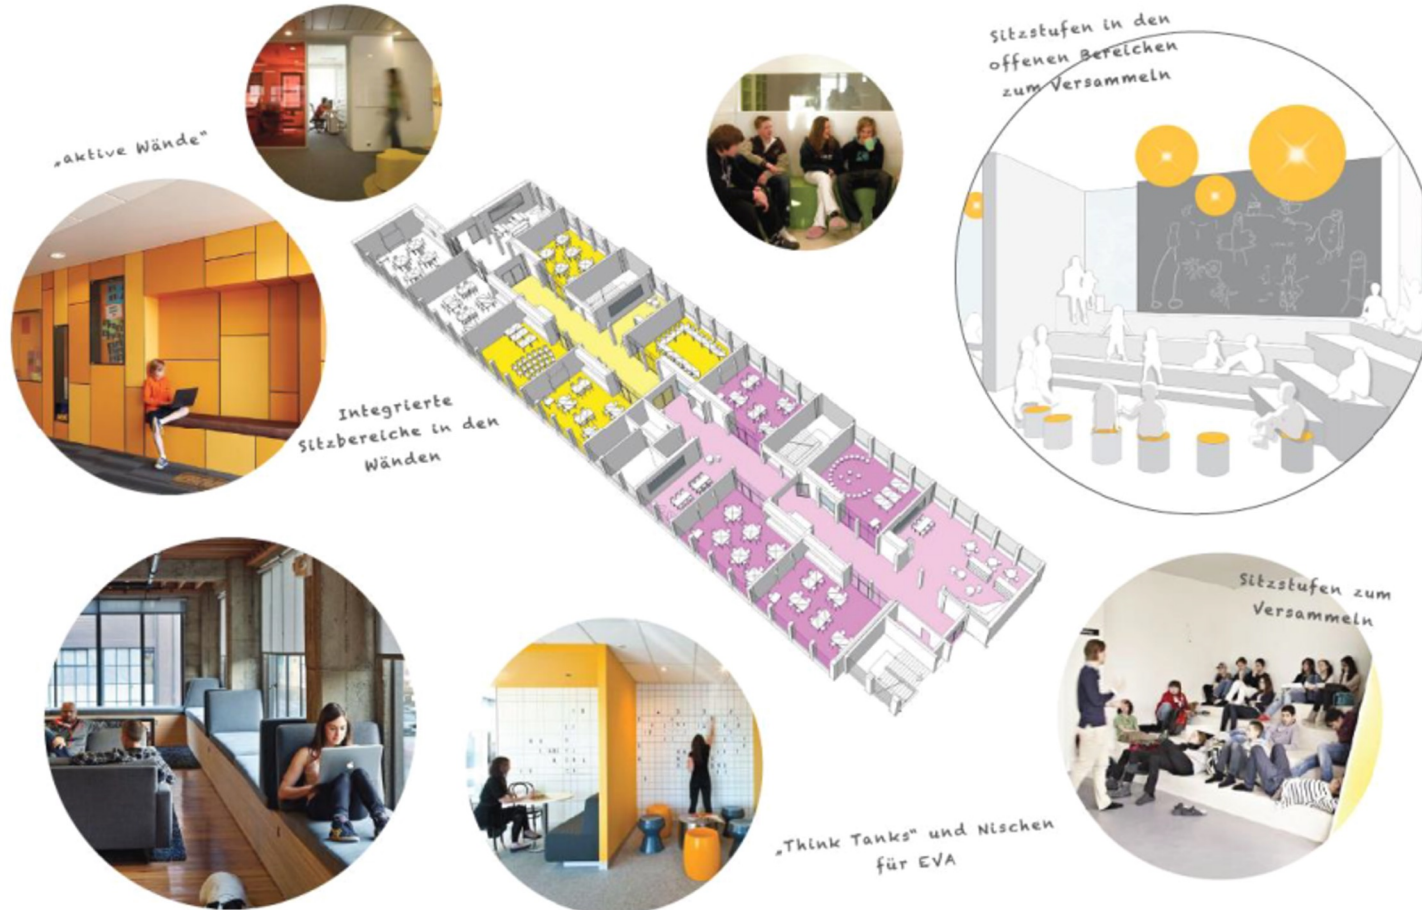 Sitzstufen in den
offenen Bereichen
zum Versammeln
„aktive Wände“
Integrierte
Sitzbereiche in den
Wänden
Sitzstufen zum
Versammeln
„Think Tanks“ und Nischen
für EVA